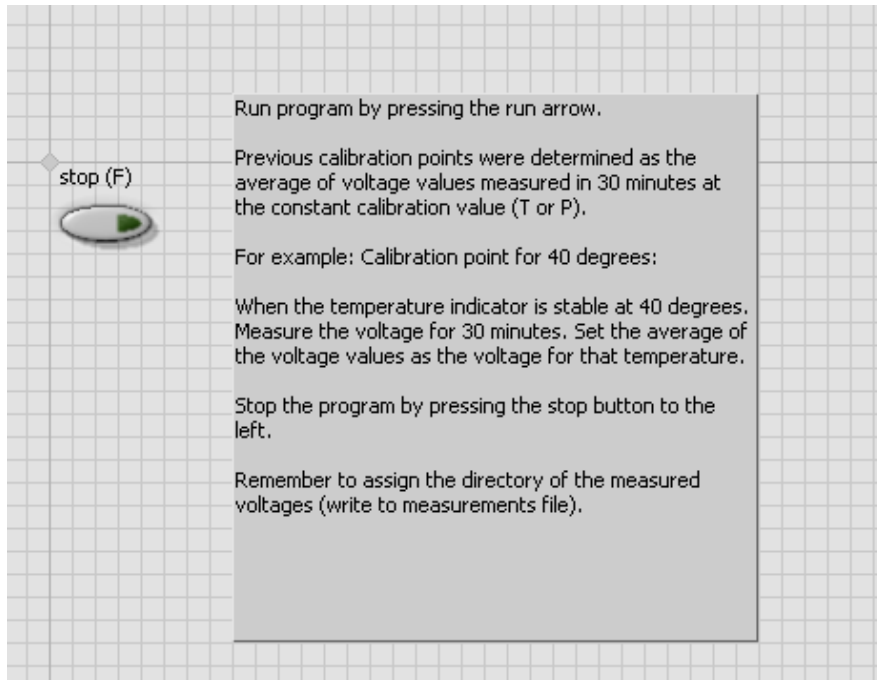 stop (F)
Run program by pressing the run arrow.
Previous calibration points were determined as the
average of voltage values measured in 30 minutes at
the constant calibration value (T or P).
For example: Calibration point for 40 degrees:
When the temperature indicator is stable at 40 degrees.
Measure the voltage for 30 minutes. Set the average of
the voltage values as the voltage for that temperature.
Stop the program by pressing the stop button to the
left.
Remember to assign the directory of the measured
voltages (write to measurements file).